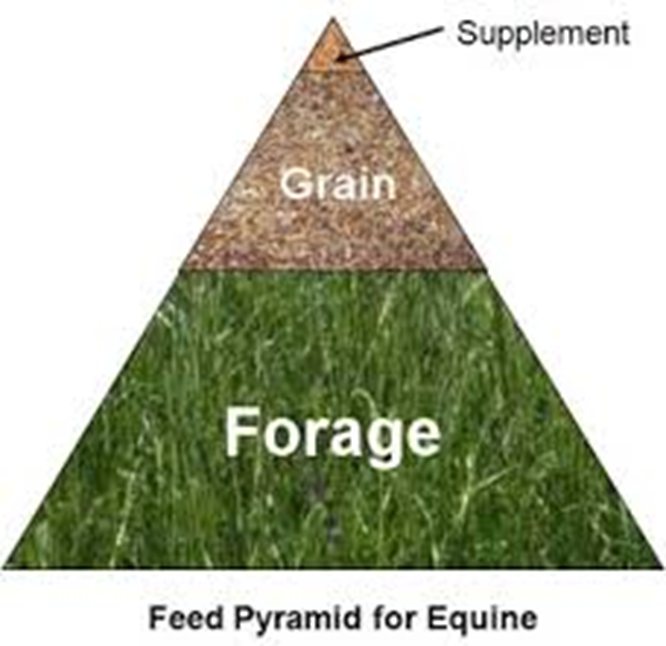 Supplement
Grain
Forage
Feed Pyramid for Equine